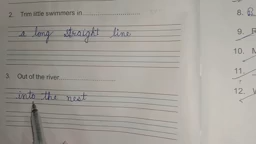 2. Trim little swimmers in ..............
a long straight line
3. Out of the river..............
into the nest
8.
9.
10.
11.
12.